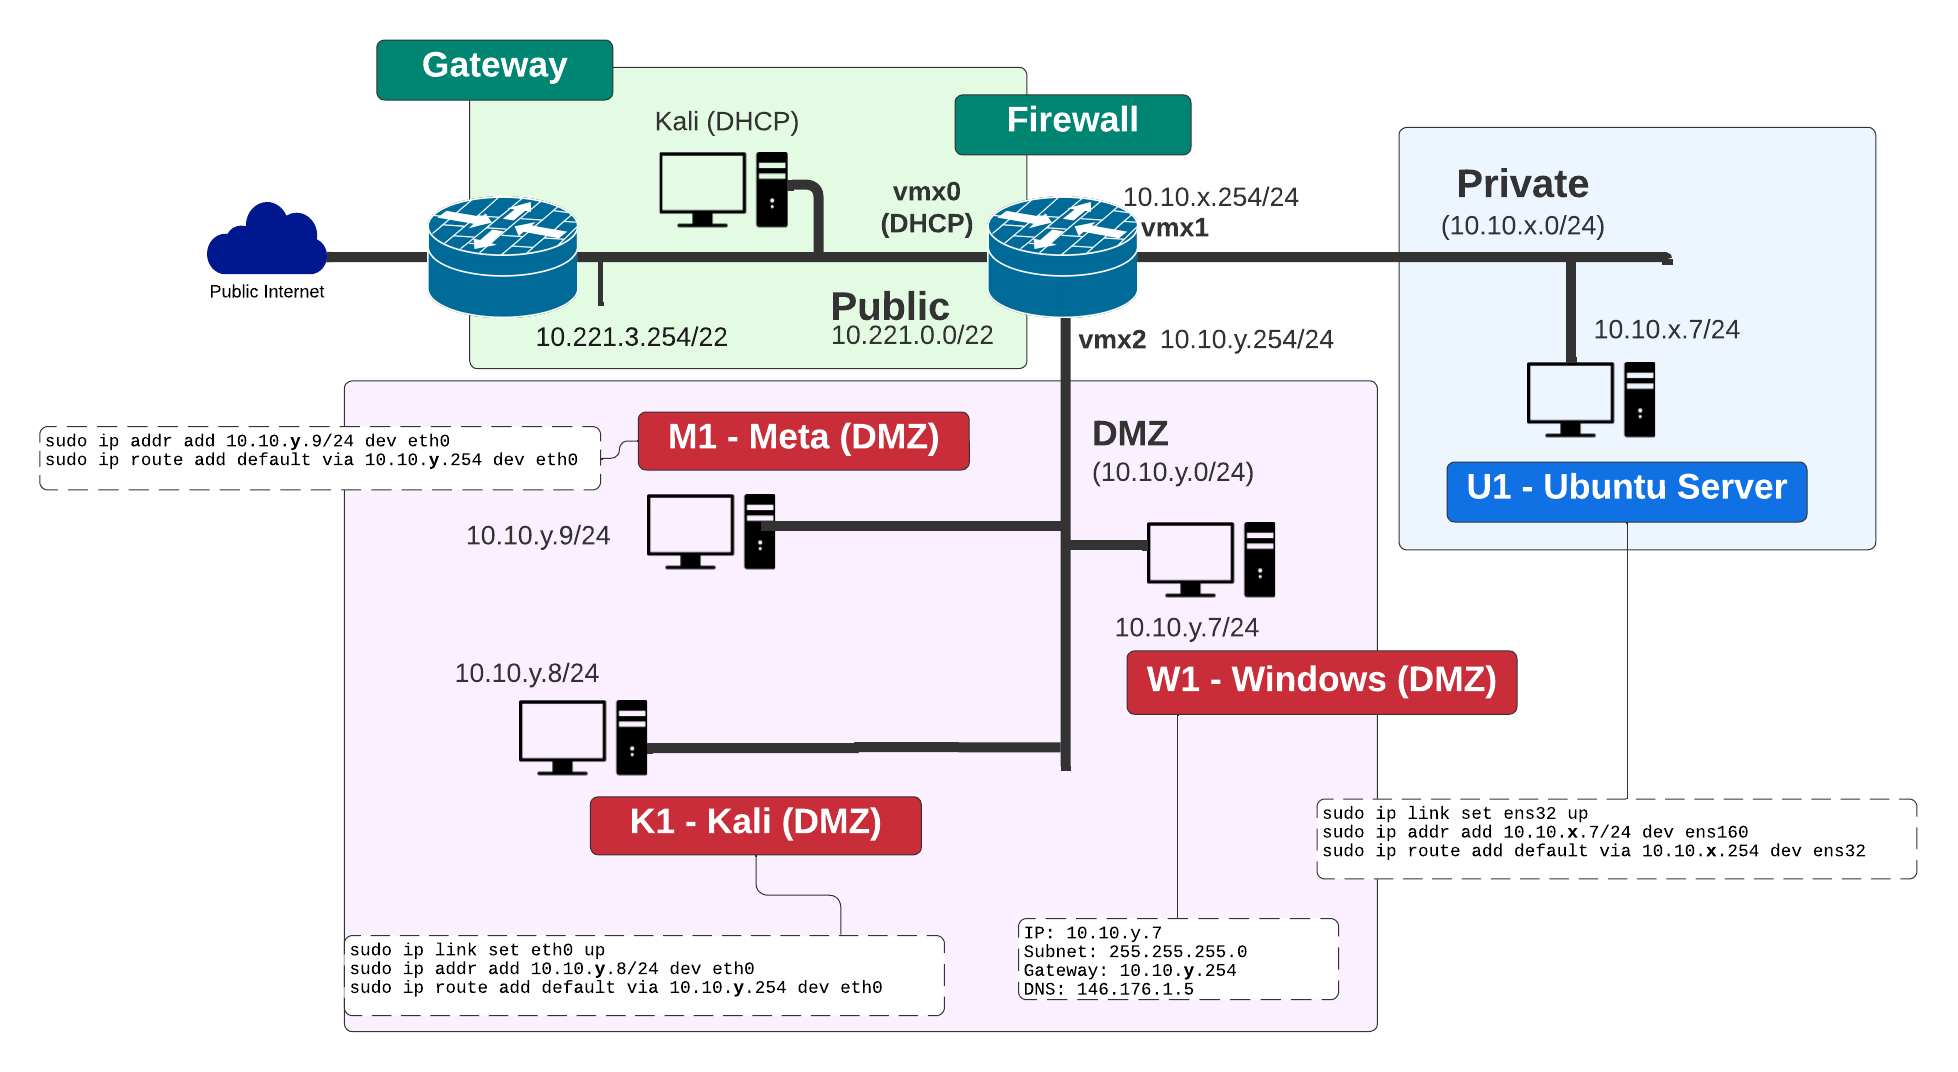 Gateway
Kali (DHCP)
Firewall
vmx0
(DHCP)
10.10.x.254/24
vmx1
Private
(10.10.x.0/24)
Public Internet
10.221.3.254/22
Public
10.221.0.0/22
vmx2 10.10.y.254/24
10.10.x.7/24
U1 - Ubuntu Server
sudo ip addr add 10.10.y.9/24 dev eth0
sudo ip route add default via 10.10.y.254 dev eth0
M1 - Meta (DMZ)
DMZ
(10.10.y.0/24)
10.10.y.9/24
10.10.y.7/24
W1 - Windows (DMZ)
10.10.y.8/24
K1 - Kali (DMZ)
sudo ip link set ens32 up
sudo ip addr add 10.10.x.7/24 dev ens160
sudo ip route add default via 10.10.x.254 dev ens32
sudo ip link set eth0 up
sudo ip addr add 10.10.y.8/24 dev eth0
sudo ip route add default via 10.10.y.254 dev eth0
IP: 10.10.y.7
Subnet: 255.255.255.0
Gateway: 10.10.y.254
DNS: 146.176.1.5